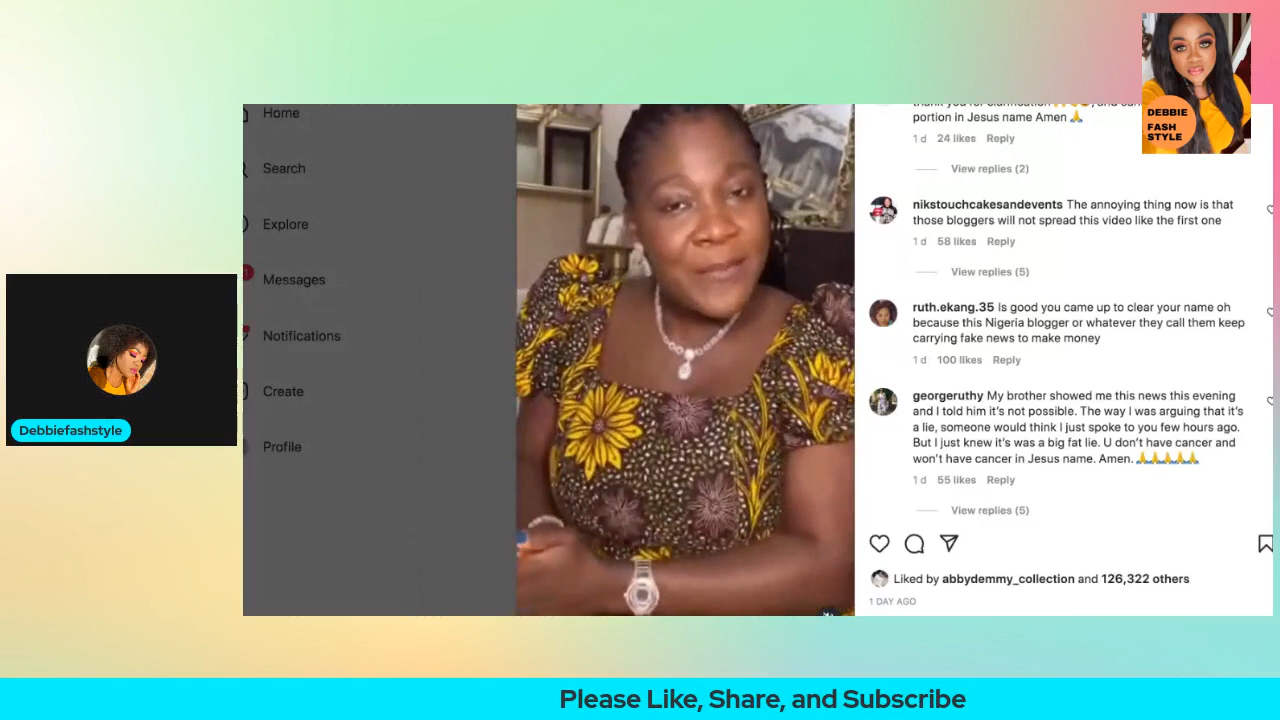 DEBBIE
FASH
STYLE
Home
Search
Explore
Messages
Notifications
Create
Profile
Debbiefashstyle
portion in Jesus name Amen 🙏
1 d 24 likes Reply
View replies (2)
nikstouchcakesandevents The annoying thing now is that
those bloggers will not spread this video like the first one
1 d 58 likes Reply
View replies (5)
ruth.ekang.35 Is good you came up to clear your name oh
because this Nigeria blogger or whatever they call them keep
carrying fake news to make money
1 d 100 likes Reply
georgeruthy My brother showed me this news this evening
and I told him it's not possible. The way I was arguing that it's
a lie, someone would think I just spoke to you few hours ago.
But I just knew it's was a big fat lie. U don't have cancer and
won't have cancer in Jesus name. Amen. 🙏🙏🙏🙏🙏
1 d 55 likes Reply
View replies (5)
Liked by abbydemmy_collection and 126,322 others
1 DAY AGO
Please Like, Share, and Subscribe